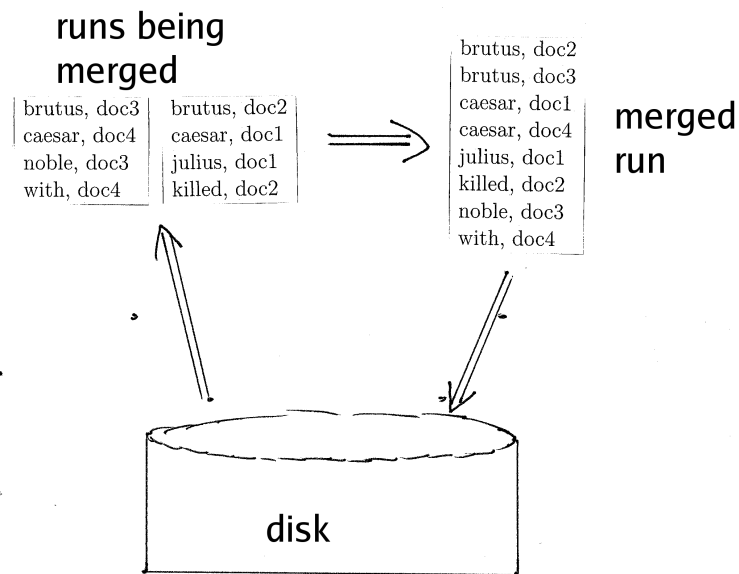 runs being
merged
brutus, doc3
caesar, doc4
noble, doc3
with, doc4
brutus, doc2
caesar, doc1
julius, doc1
killed, doc2
brutus, doc2
brutus, doc3
caesar, doc1
caesar, doc4
julius, doc1
killed, doc2
noble, doc3
with, doc4
merged
run
disk